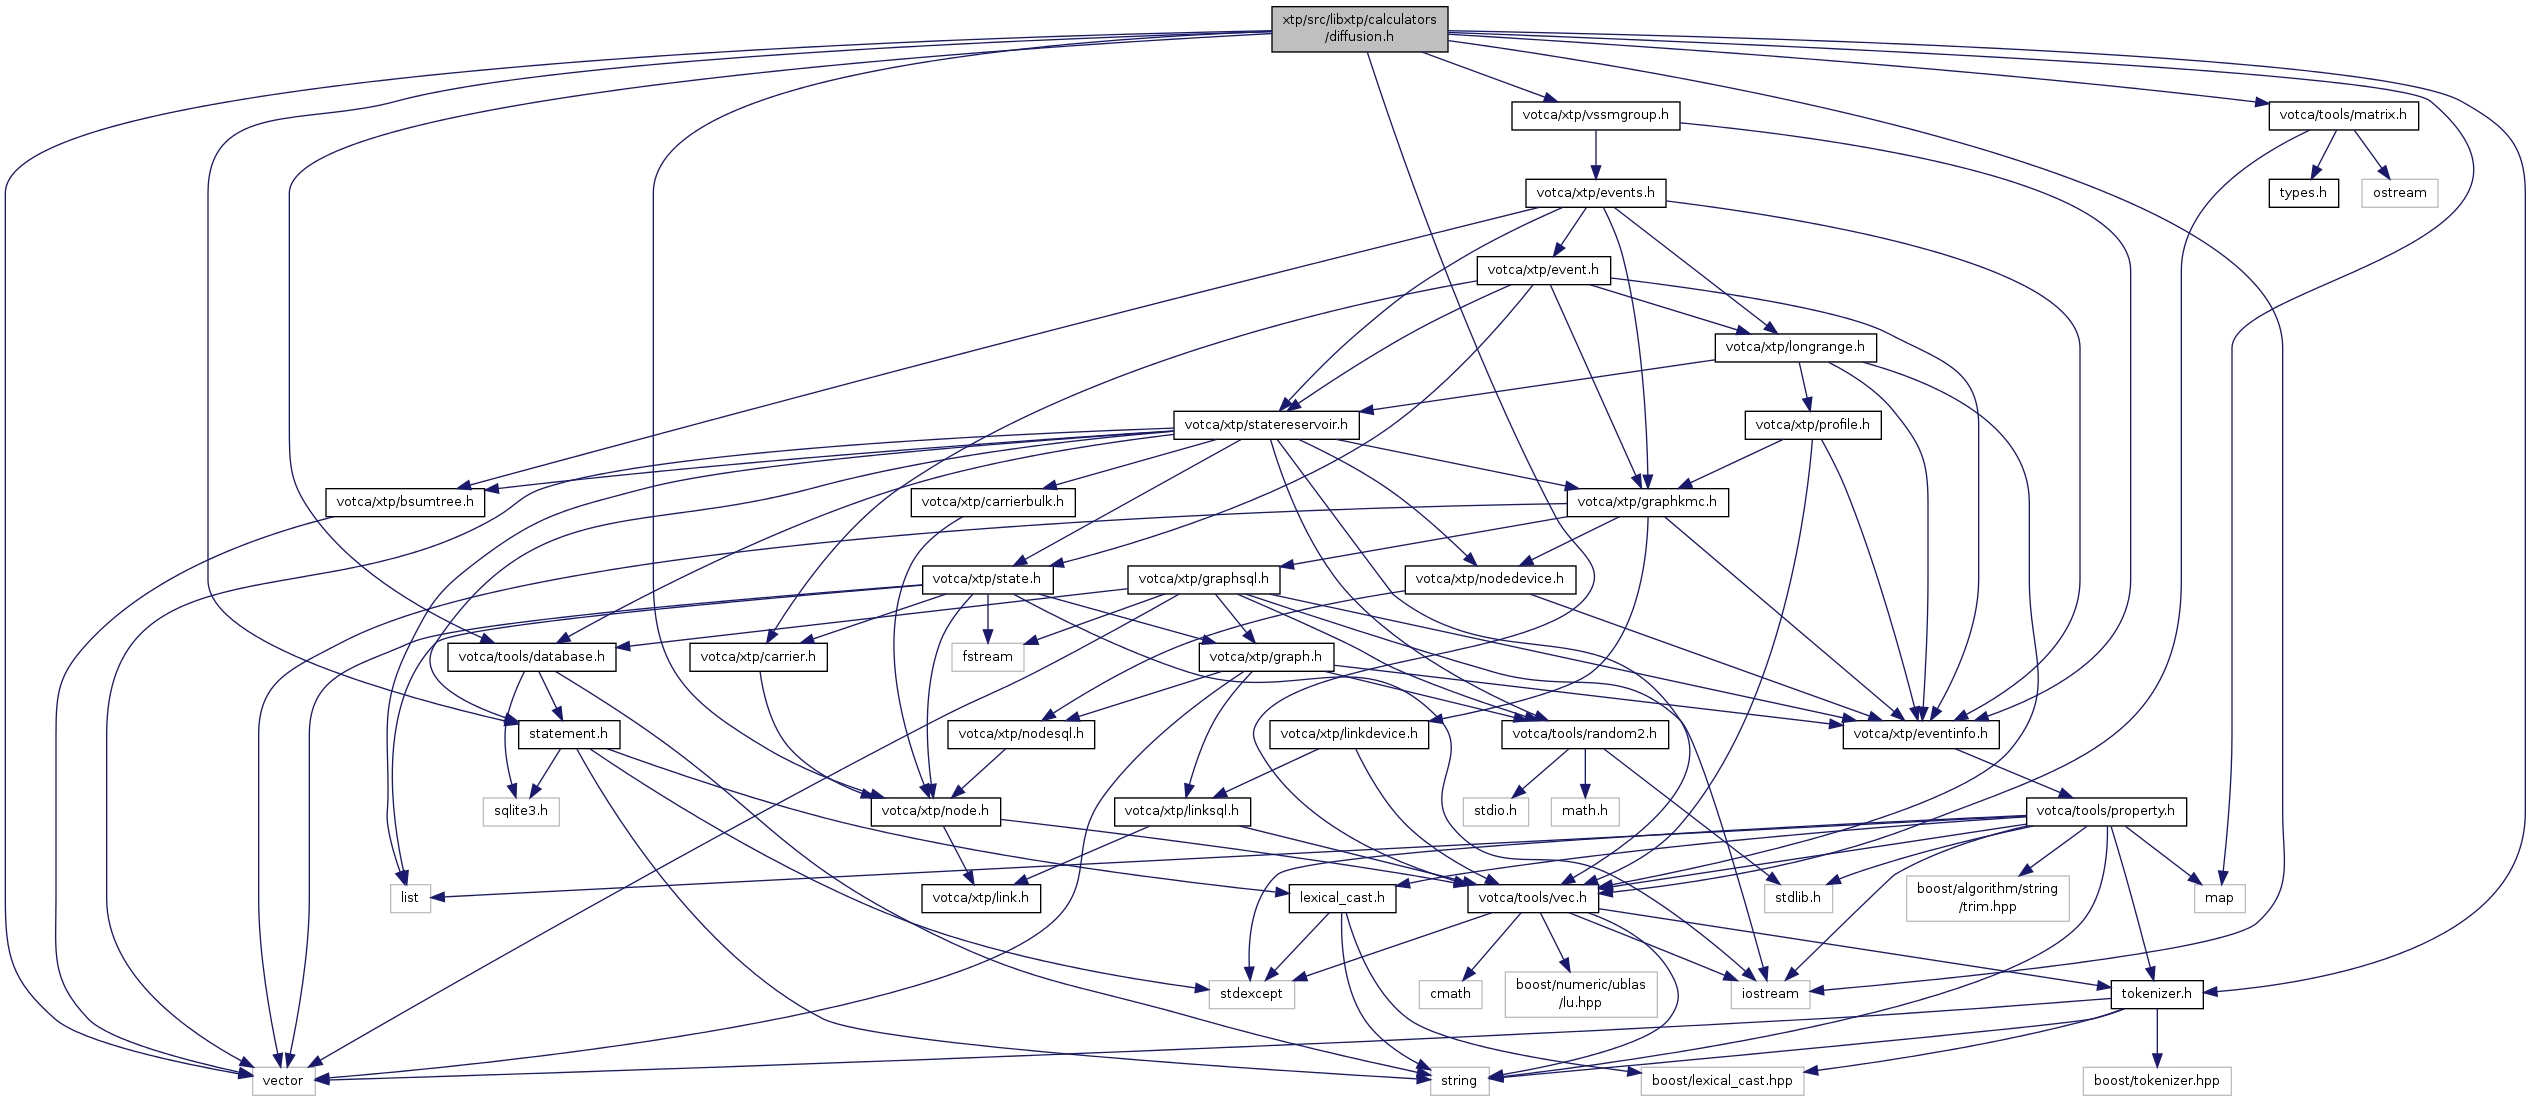 xtp/src/libxtp/calculators
/diffusion.h
votca/xtp/vssmgroup.h
votca/tools/matrix.h
votca/xtp/events.h
types.h
ostream
votca/xtp/event.h
votca/xtp/longrange.h
votca/xtp/statereservoir.h
votca/xtp/profile.h
votca/xtp/bsumtree.h
votca/xtp/carrierbulk.h
votca/xtp/graphkmc.h
votca/xtp/state.h
votca/xtp/graphsql.h
votca/xtp/nodedevice.h
votca/tools/database.h
votca/xtp/carrier.h
fstream
votca/xtp/graph.h
statement.h
votca/xtp/nodesql.h
votca/xtp/linkdevice.h
votca/tools/random2.h
votca/xtp/eventinfo.h
sqlite3.h
votca/xtp/node.h
votca/xtp/linksql.h
stdio.h
math.h
votca/tools/property.h
list
votca/xtp/link.h
lexical_cast.h
votca/tools/vec.h
stdlib.h
boost/algorithm/string
/trim.hpp
map
stdexcept
cmath
boost/numeric/ublas
/lu.hpp
iostream
tokenizer.h
vector
string
boost/lexical_cast.hpp
boost/tokenizer.hpp